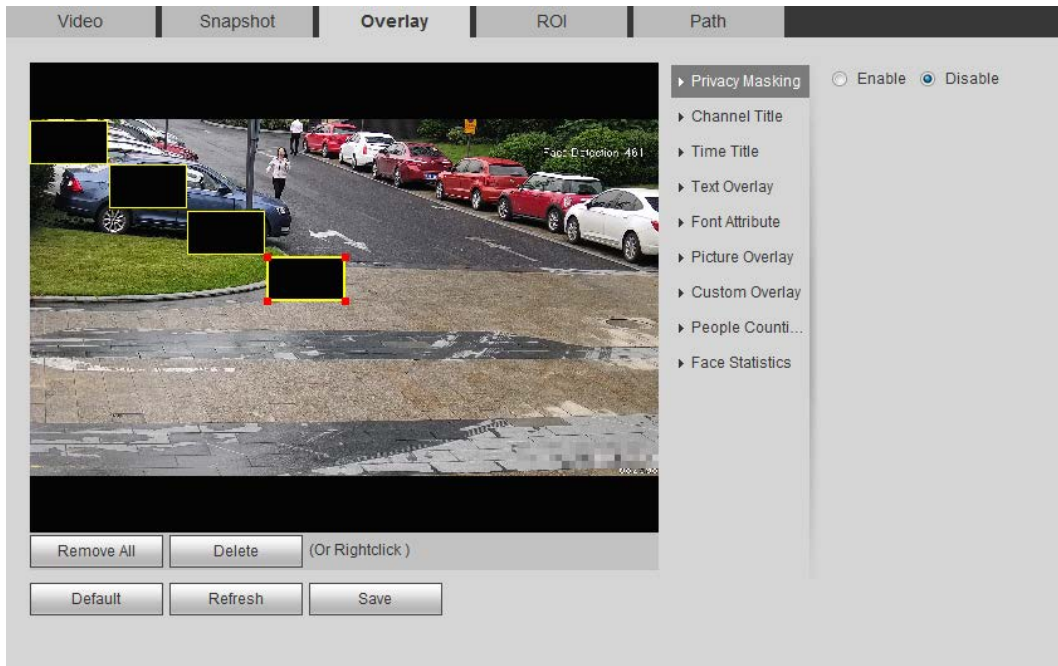 Video Snapshot Overlay ROI Path
Privacy Masking
Enable Disable
Channel Title
Face Detection 461
Time Title
Text Overlay
Font Attribute
Picture Overlay
Custom Overlay
People Counti...
Face Statistics
Remove All Delete (Or Rightclick )
Default Refresh Save